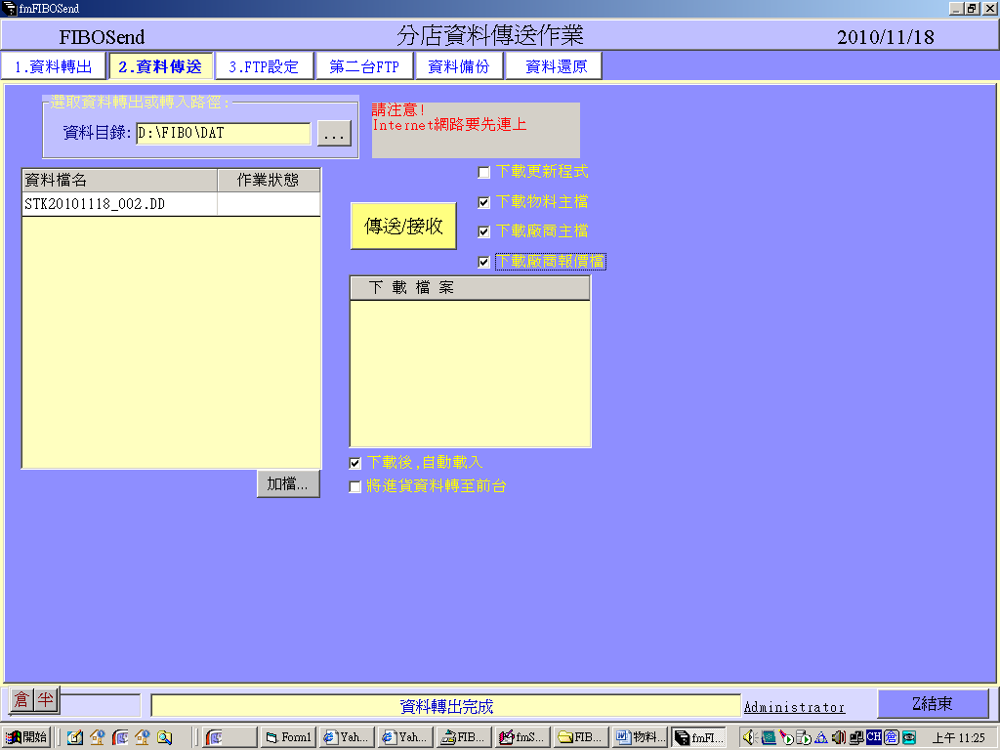 fmFIBOSend
FIBOSend 分店資料傳送作業 2010/11/18
1.資料轉出 2.資料傳送 3.FTP設定 第二台FTP 資料備份 資料還原
選取資料轉出或轉入路徑:
資料目錄: D:\FIBO\DAT ...
請注意!
Internet網路要先連上
資料檔名 作業狀態
STK20101118_002.DD
下載更新程式
下載物料主檔
下載廠商主檔
下載廠商報價檔
傳送/接收
下 載 檔 案
下載後,自動載入
將進貨資料轉至前台
加檔...
倉 半
資料轉出完成
Administrator
Z結束
開始 Form1 Yah... Yah... FIB... fmS... FIB... 物料... fmFI... CH 倉 上午 11:25